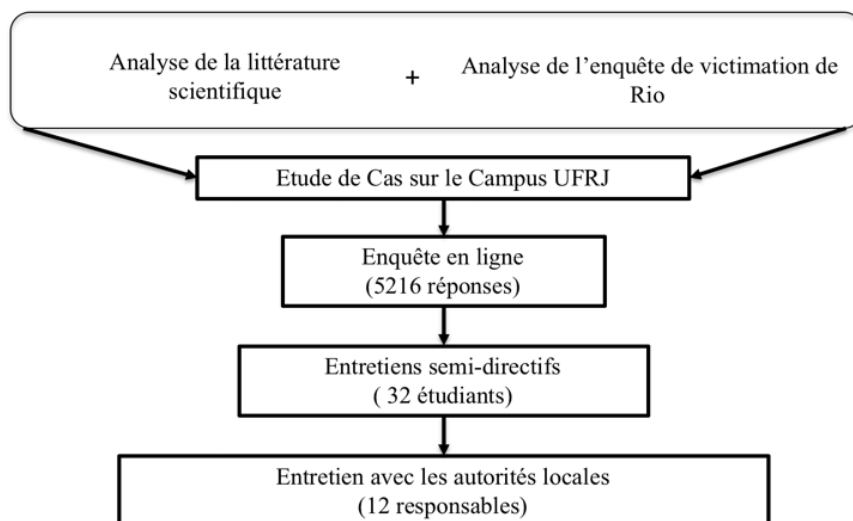 Analyse de la littérature
scientifique
+
Analyse de l’enquête de victimation de
Rio
Etude de Cas sur le Campus UFRJ
Enquête en ligne
(5216 réponses)
Entretiens semi-directifs
( 32 étudiants)
Entretien avec les autorités locales
(12 responsables)